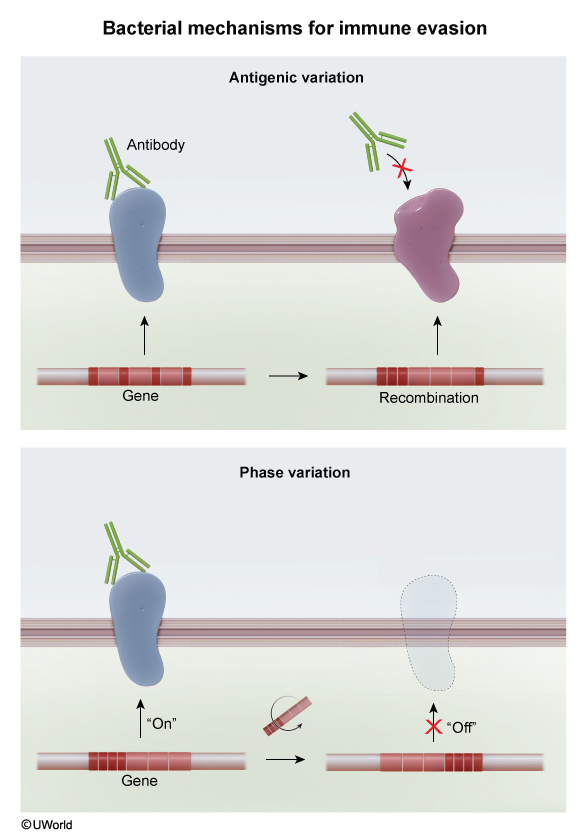 Bacterial mechanisms for immune evasion
Antigenic variation
Antibody
Gene
Recombination
Phase variation
“On”
“Off”
Gene
©UWorld